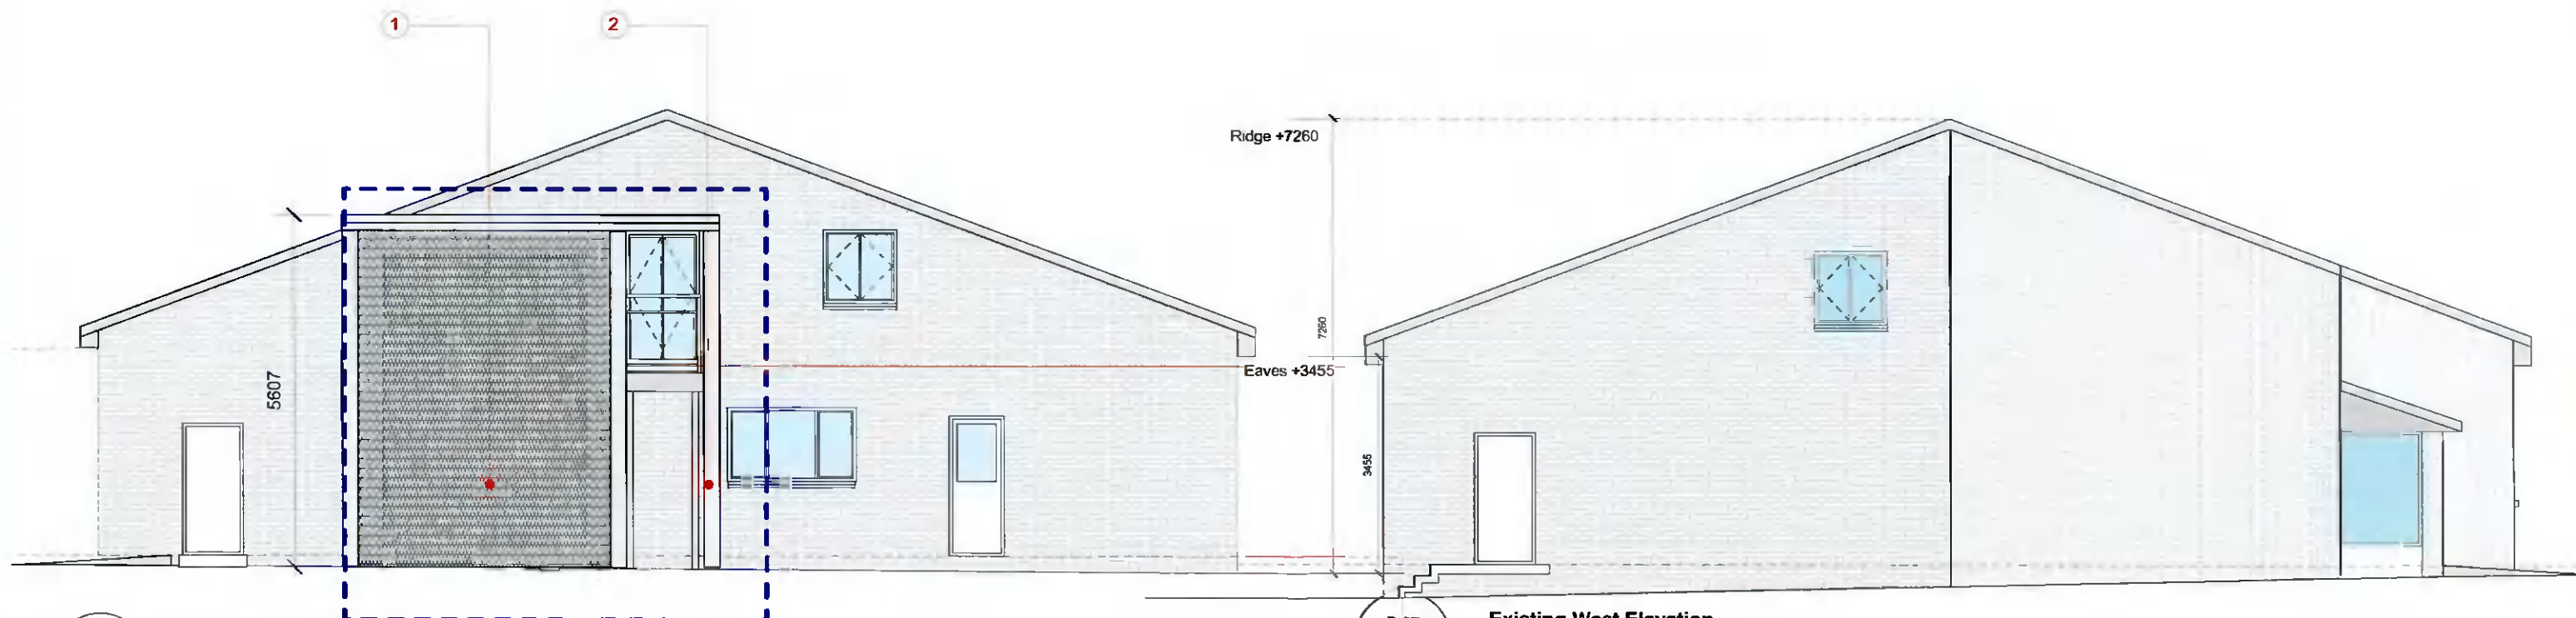 1
2
Ridge +7260
7260
5607
Eaves +3455
3455
Existing West Elevation